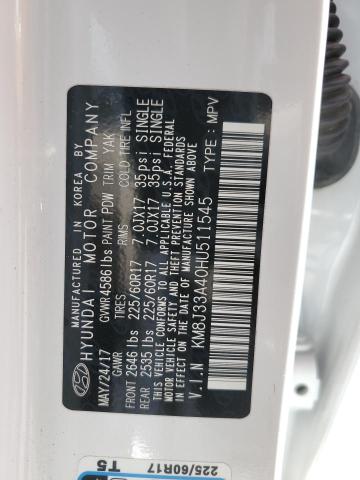 MANUFACTURED IN KOREA BY
HYUNDAI MOTOR COMPANY
MAY/24/17 GVWR 4586lbs PAINT PDW TRIM YAK
GAWR TIRES RIMS COLD TIRE INFL
FRONT 2646 lbs 225/60R17 7.0JX17 35psi SINGLE
REAR 2535 lbs 225/60R17 7.0JX17 35psi SINGLE
THIS VEHICLE CONFORMS TO ALL APPLICABLE U.S.A. FEDERAL
MOTOR VEHICLE SAFETY, BUMPER AND THEFT PREVENTION STANDARDS
IN EFFECT ON THE DATE OF MANUFACTURE SHOWN ABOVE.
V.I.N : KM8J33A40HU511545 TYPE : MPV
225/60R17
T5